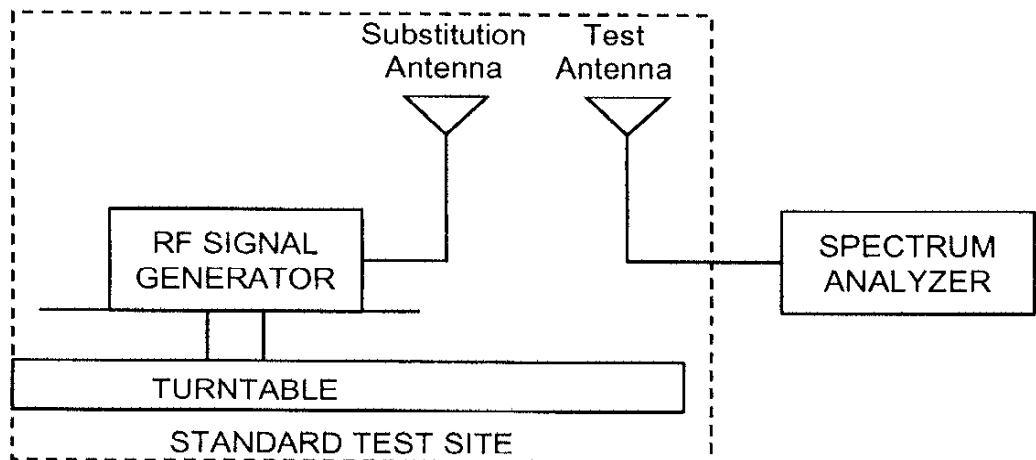 Substitution
Antenna
Test
Antenna
RF SIGNAL
GENERATOR
SPECTRUM
ANALYZER
TURNTABLE
STANDARD TEST SITE